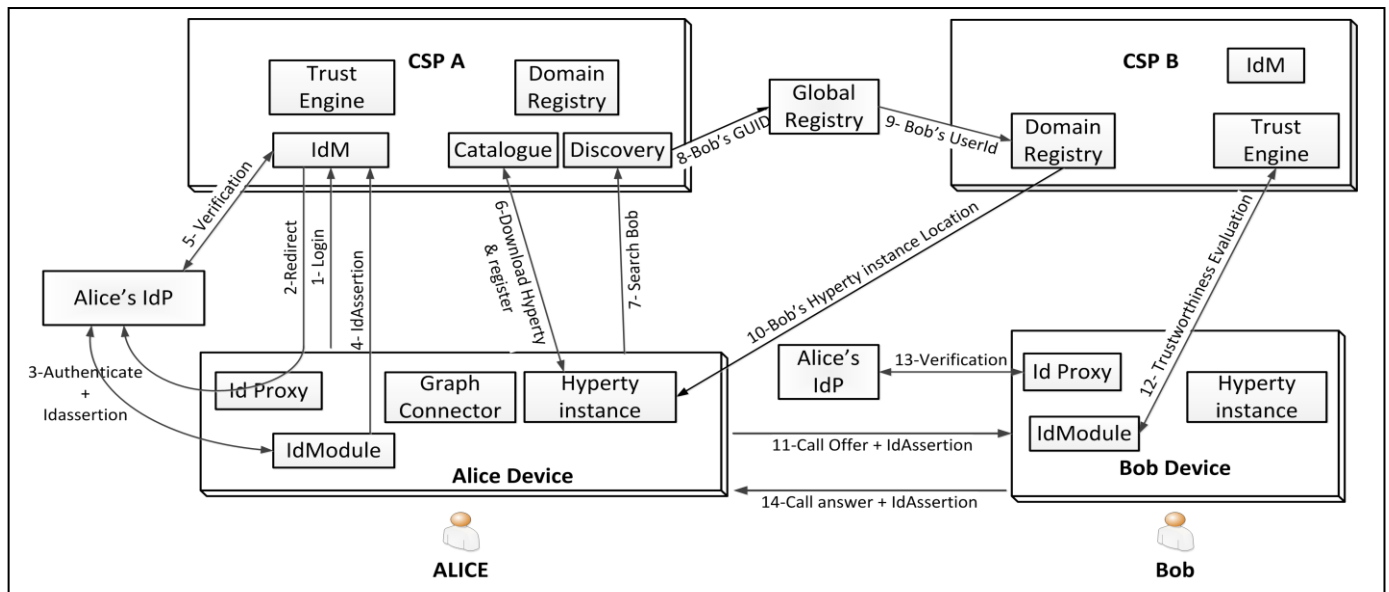 CSP A
Trust
Engine
Domain
Registry
IdM
Catalogue
Discovery
Global
Registry
CSP B
IdM
Domain
Registry
Trust
Engine
8-Bob's GUID
9- Bob's UserId
5- Verification
2-Redirect
1- Login
4- IdAssertion
6-Download Hyperty
& register
7- Search Bob
10-Bob's Hyperty instance Location
12- Trustworthiness Evaluation
Alice's IdP
3-Authenticate
+
Idassertion
Id Proxy
Graph
Connector
Hyperty
instance
IdModule
Alice Device
Alice's
IdP
13-Verification
Id Proxy
Hyperty
instance
IdModule
Bob Device
11-Call Offer + IdAssertion
14-Call answer + IdAssertion
ALICE
Bob